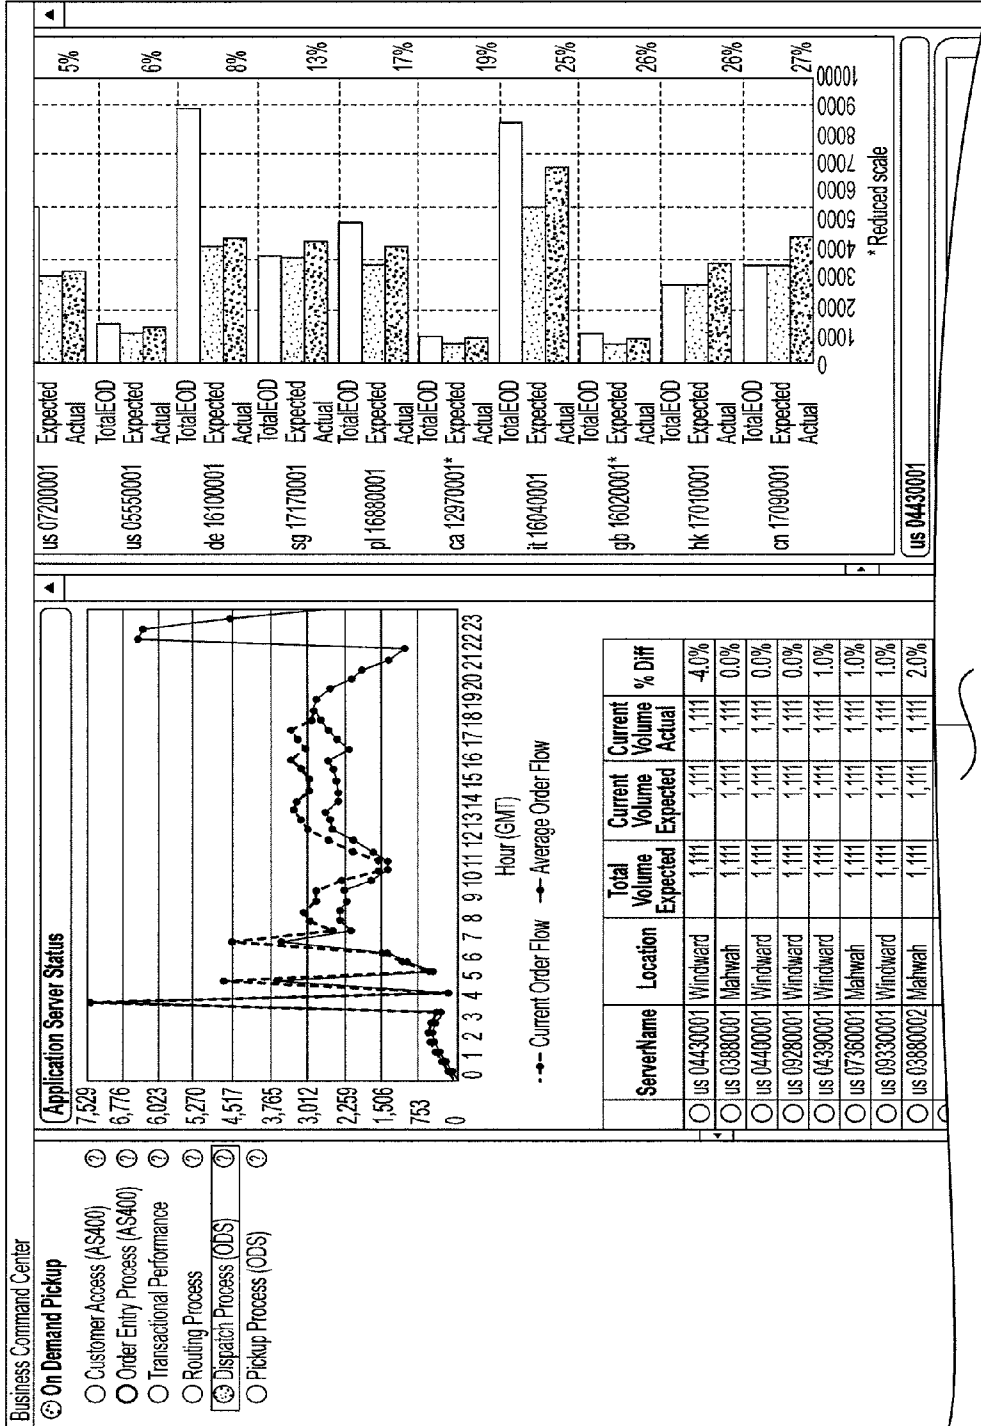 Business Command Center
On Demand Pickup
Customer Access (AS400) ?
Order Entry Process (AS400) ?
Transactional Performance ?
Routing Process ?
Dispatch Process (ODS) ?
Pickup Process (ODS) ?
Application Server Status
7,529
6,776
6,023
5,270
4,517
3,765
3,012
2,259
1,506
753
0
0 1 2 3 4 5 6 7 8 9 10 11 12 13 14 15 16 17 18 19 20 21 22 23
Hour (GMT)
Current Order Flow Average Order Flow
ServerName Location Total Volume Expected Current Volume Expected Current Volume Actual % Diff
us 04430001 Windward 1,111 1,111 1,111 -4.0%
us 03880001 Mahwah 1,111 1,111 1,111 0.0%
us 04400001 Windward 1,111 1,111 1,111 0.0%
us 09280001 Windward 1,111 1,111 1,111 0.0%
us 04390001 Windward 1,111 1,111 1,111 1.0%
us 07360001 Mahwah 1,111 1,111 1,111 1.0%
us 09330001 Windward 1,111 1,111 1,111 1.0%
us 03880002 Mahwah 1,111 1,111 1,111 2.0%
us 07200001 Expected 5%
Actual
TotalEOD
us 05550001 Expected 6%
Actual
TotalEOD
de 16100001 Expected 8%
Actual
TotalEOD
sg 17170001 Expected 13%
Actual
TotalEOD
pl 16880001 Expected 17%
Actual
TotalEOD
ca 12970001* Expected 19%
Actual
TotalEOD
it 16040001 Expected 25%
Actual
TotalEOD
gb 16020001* Expected 26%
Actual
TotalEOD
hk 17010001 Expected 26%
Actual
TotalEOD
cn 17090001 Expected 27%
Actual
0 1000 2000 3000 4000 5000 6000 7000 8000 9000 10000
* Reduced scale
us 04430001